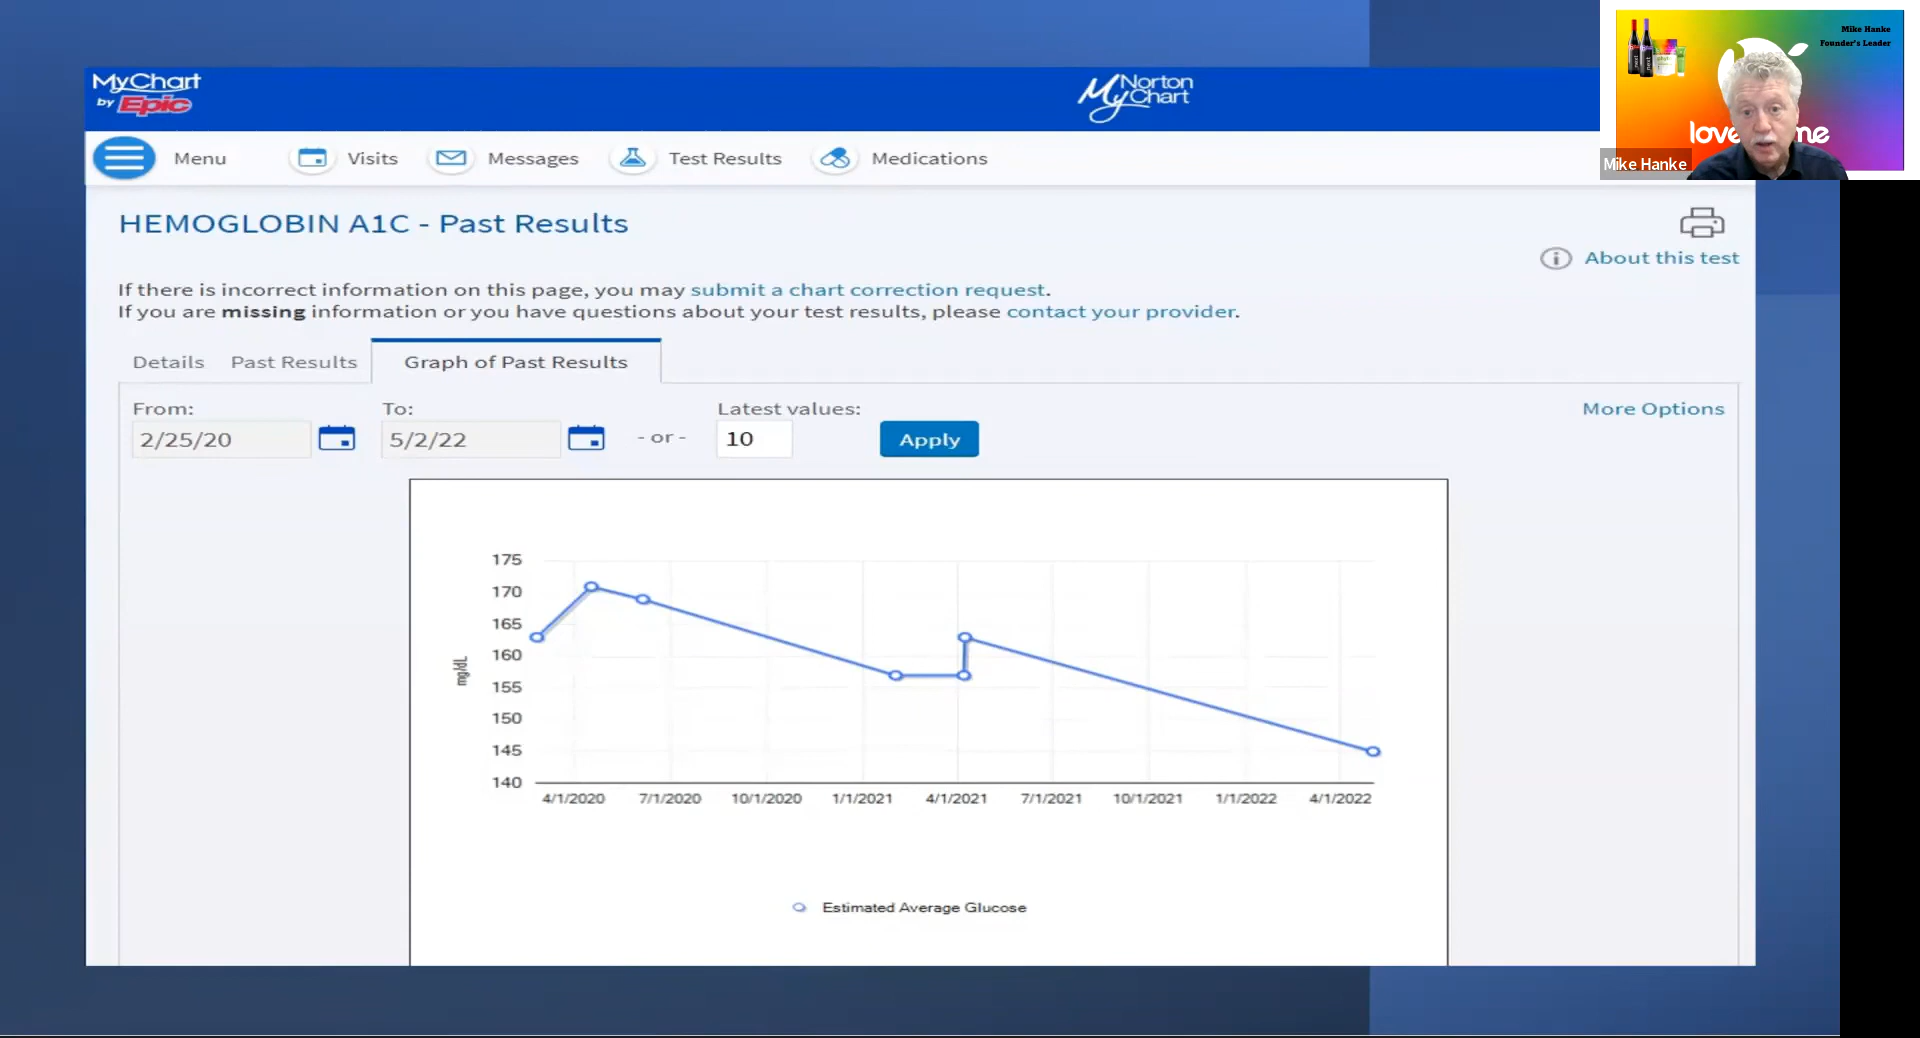 MyChart
by Epic
Norton
MyChart
Mike Hanke
Founder's Leader
love me
Mike Hanke
Menu Visits Messages Test Results Medications
HEMOGLOBIN A1C - Past Results
About this test
If there is incorrect information on this page, you may submit a chart correction request.
If you are missing information or you have questions about your test results, please contact your provider.
Details Past Results Graph of Past Results
From: To: Latest values: More Options
2/25/20 5/2/22 - or - 10 Apply
175
170
165
160
mg/dL
155
150
145
140
4/1/2020 7/1/2020 10/1/2020 1/1/2021 4/1/2021 7/1/2021 10/1/2021 1/1/2022 4/1/2022
Estimated Average Glucose